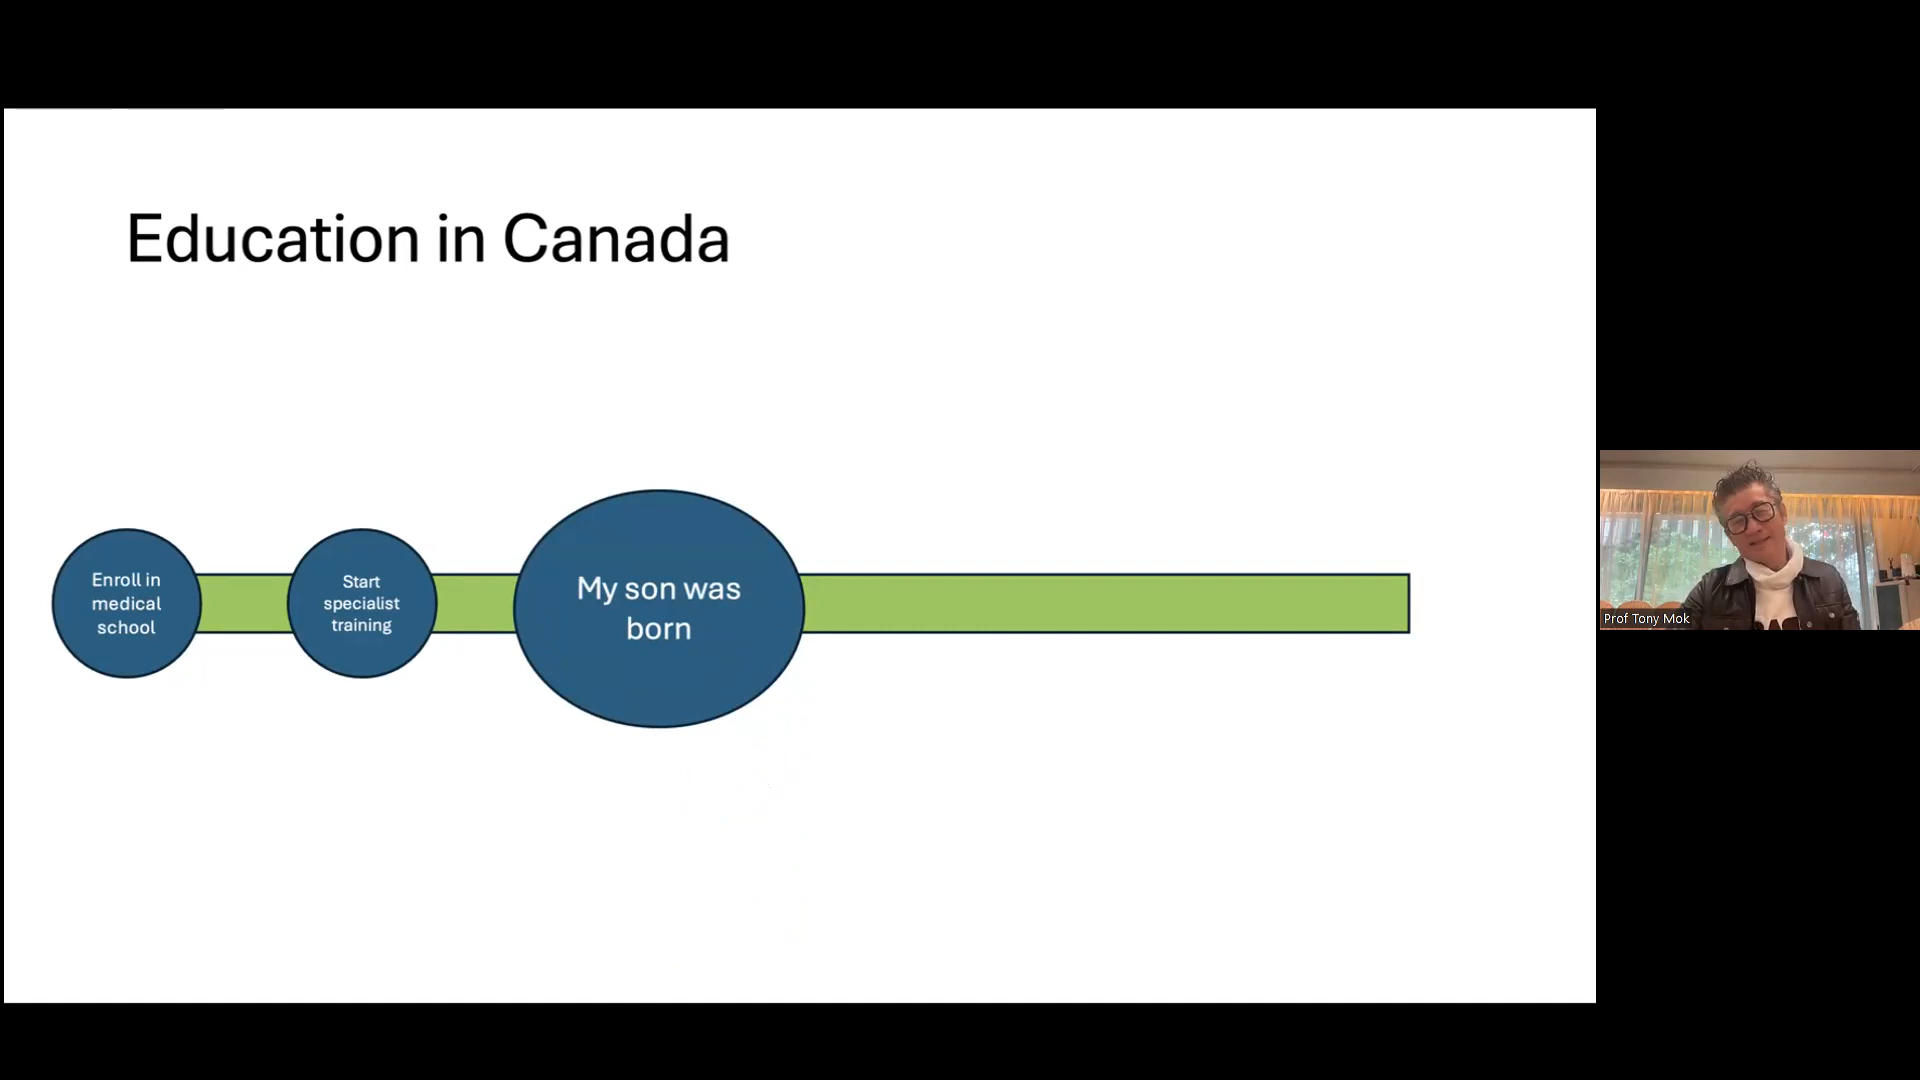 Education in Canada
Enroll in
medical
school
Start
specialist
training
My son was
born
Prof Tony Mok